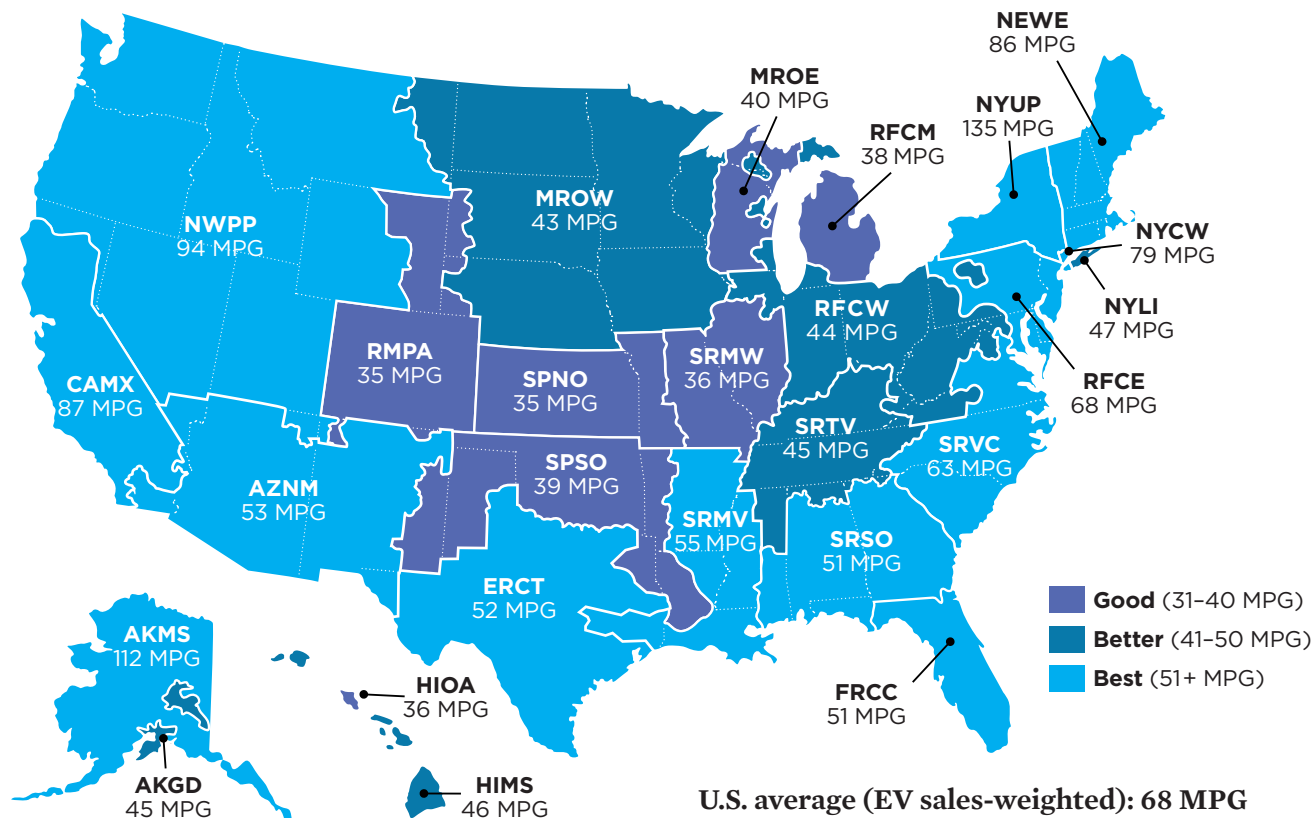 NEWE
86 MPG
MROE
40 MPG
NYUP
135 MPG
RFCM
38 MPG
MROW
43 MPG
NWPP
94 MPG
NYCW
79 MPG
NYLI
47 MPG
RFCW
44 MPG
RMPA
35 MPG
SRMW
36 MPG
SPNO
35 MPG
CAMX
87 MPG
RFCE
68 MPG
SRTV
45 MPG
SRVC
63 MPG
SPSO
39 MPG
AZNM
53 MPG
SRMV
55 MPG
SRSO
51 MPG
ERCT
52 MPG
Good (31–40 MPG)
Better (41–50 MPG)
Best (51+ MPG)
AKMS
112 MPG
HIOA
36 MPG
FRCC
51 MPG
AKGD
45 MPG
HIMS
46 MPG
U.S. average (EV sales-weighted): 68 MPG